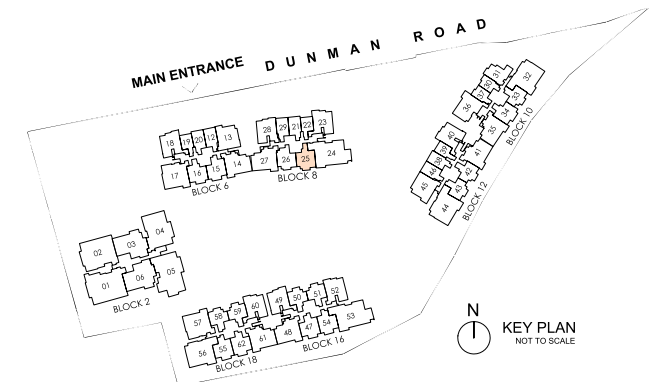 DUNMAN ROAD
MAIN ENTRANCE
18 19 20 12 13
17 16 15 14
BLOCK 6
28 29 21 22 23
27 26 25 24
BLOCK 8
31 32
30
37 33
36 34
35
BLOCK 10
40
39 41
38
46 42
45 43
44
BLOCK 12
04
02 03
01 06 05
BLOCK 2
57 58 59 60
56 55 62 61
BLOCK 18
49 50 51 52
48 47 54 53
BLOCK 16
N
KEY PLAN
NOT TO SCALE